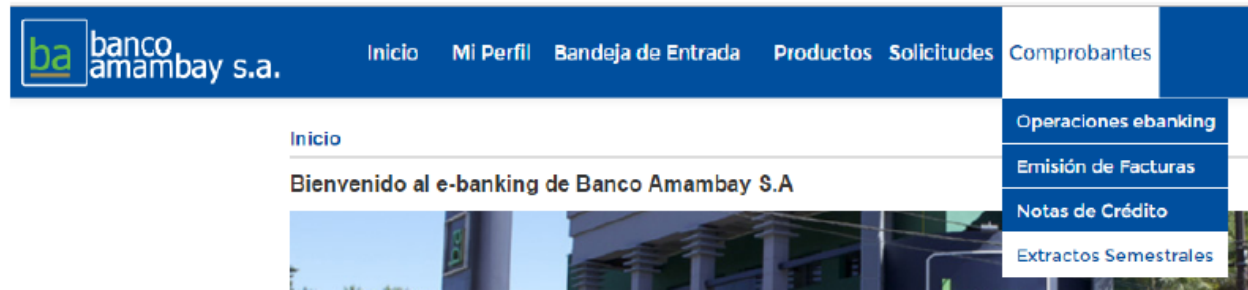 ba banco
amambay s.a.
Inicio Mi Perfil Bandeja de Entrada Productos Solicitudes Comprobantes
Operaciones ebanking
Emisión de Facturas
Notas de Crédito
Extractos Semestrales
Inicio
Bienvenido al e-banking de Banco Amambay S.A
ba